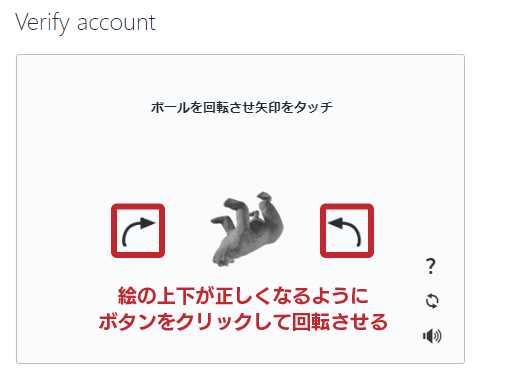 Verify account
ボールを回転させ矢印をタッチ
?
絵の上下が正しくなるように
ボタンをクリックして回転させる